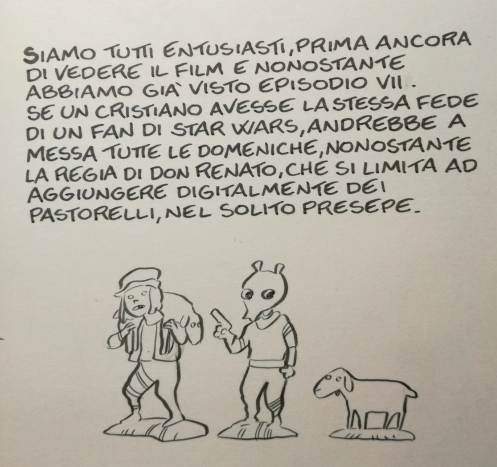 SIAMO TUTTI ENTUSIASTI, PRIMA ANCORA
DI VEDERE IL FILM E NONOSTANTE
ABBIAMO GIA' VISTO EPISODIO VII.
SE UN CRISTIANO AVESSE LA STESSA FEDE
DI UN FAN DI STAR WARS, ANDREBBE A
MESSA TUTTE LE DOMENICHE, NONOSTANTE
LA REGIA DI DON RENATO, CHE SI LIMITA AD
AGGIUNGERE DIGITALMENTE DEI
PASTORELLI, NEL SOLITO PRESEPE.